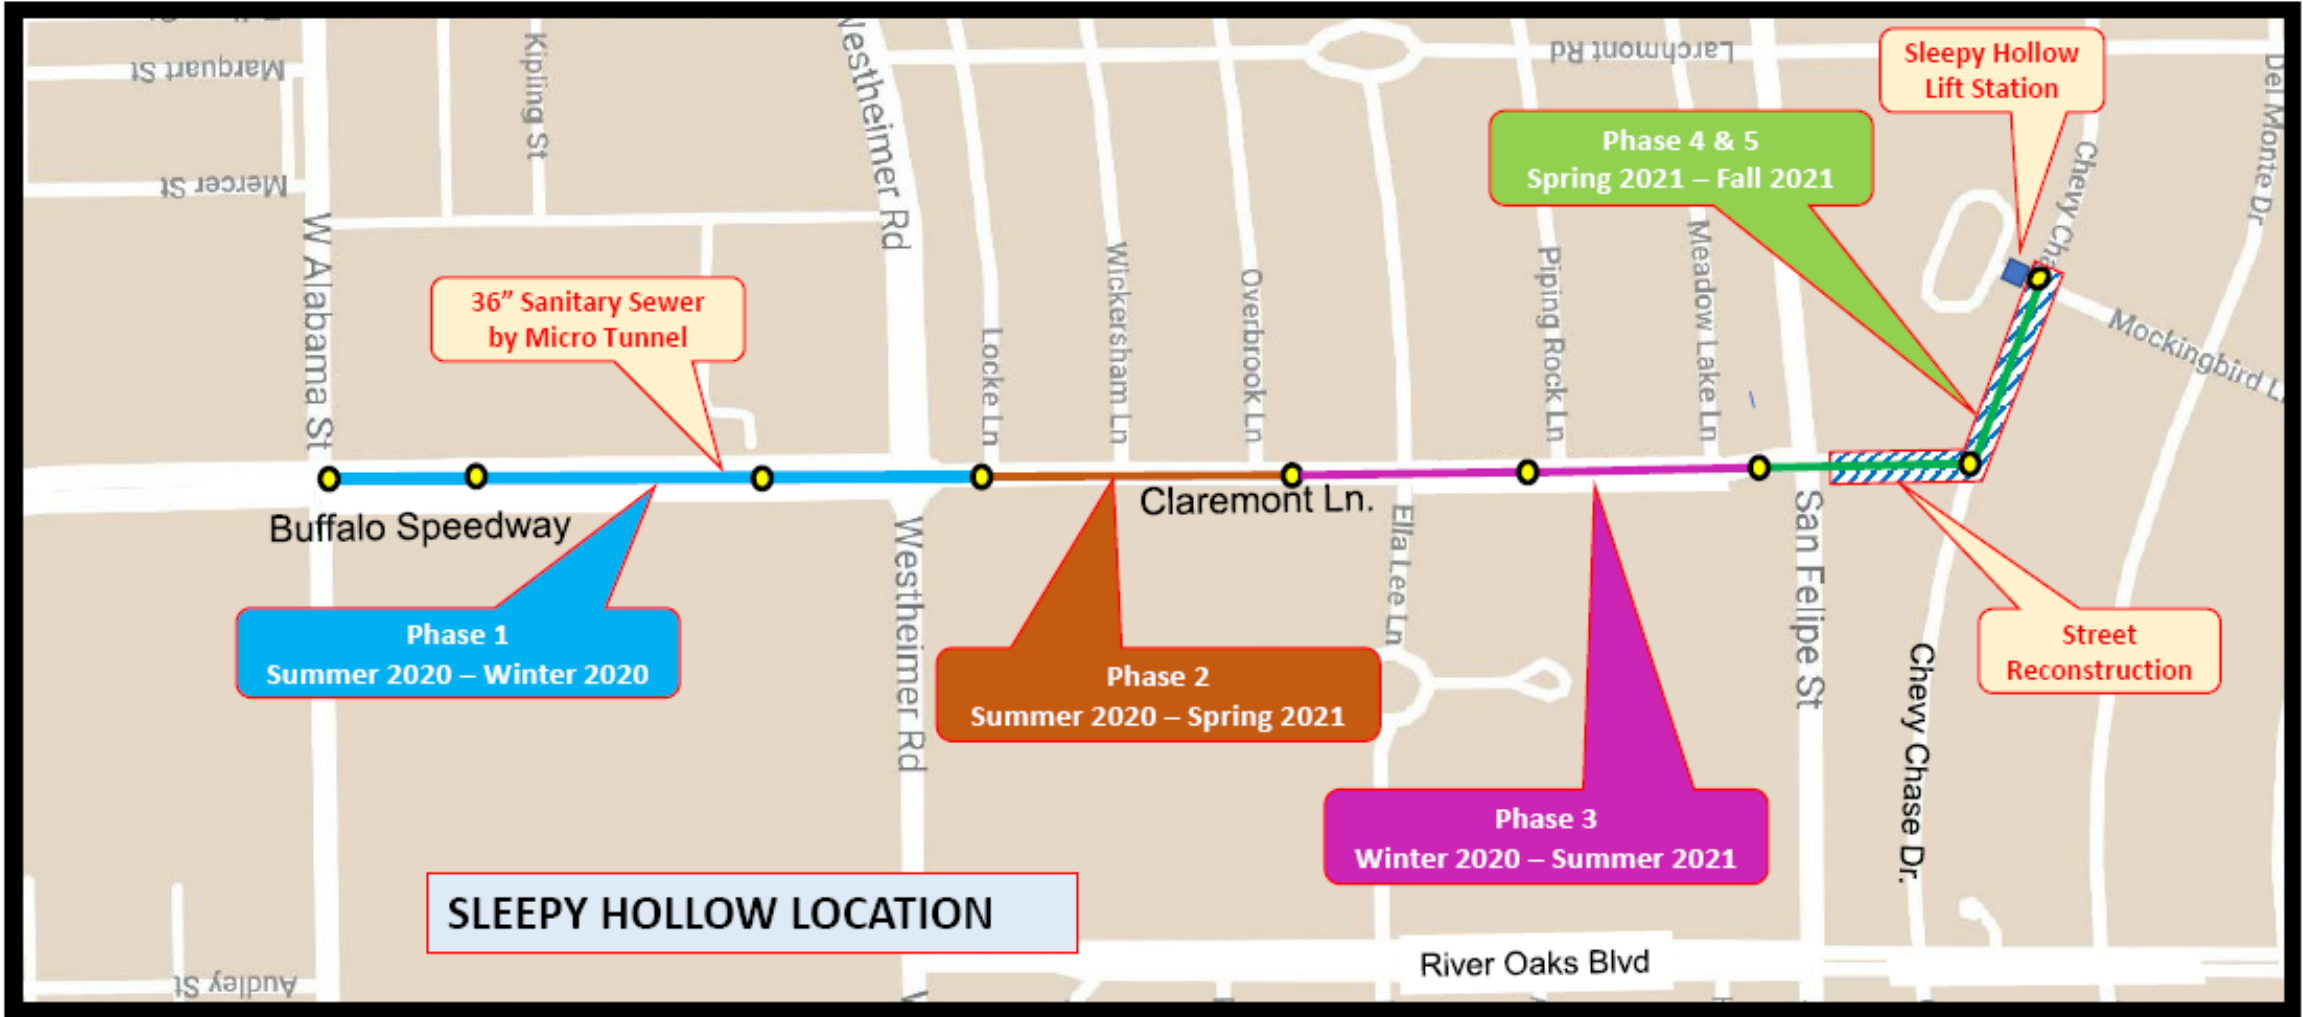 Marquart St
Kipling St
Westheimer Rd
Larchmont Rd
Sleepy Hollow
Lift Station
Del Monte Dr
Phase 4 & 5
Spring 2021 – Fall 2021
Mercer St
W Alabama St
36” Sanitary Sewer
by Micro Tunnel
Locke Ln
Wickersham Ln
Overbrook Ln
Piping Rock Ln
Meadow Lake Ln
Chevy Cha
Mockingbird L
Buffalo Speedway
Claremont Ln.
Westheimer Rd
Ella Lee Ln
San Felipe St
Phase 1
Summer 2020 – Winter 2020
Phase 2
Summer 2020 – Spring 2021
Street
Reconstruction
Chevy Chase Dr.
Phase 3
Winter 2020 – Summer 2021
SLEEPY HOLLOW LOCATION
River Oaks Blvd
Audley St